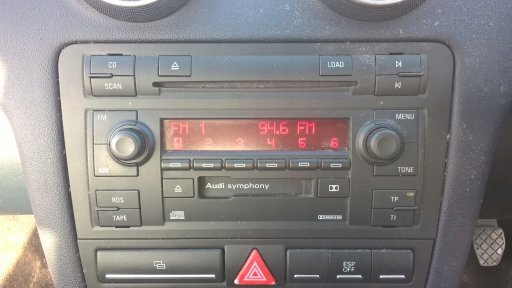 CD
SCAN
LOAD
FM
AM
FM 1 94.6 FM
1 2 3 4 5 6
MENU
TONE
RDS
TAPE
Audi symphony
TP
TI
ESP
OFF